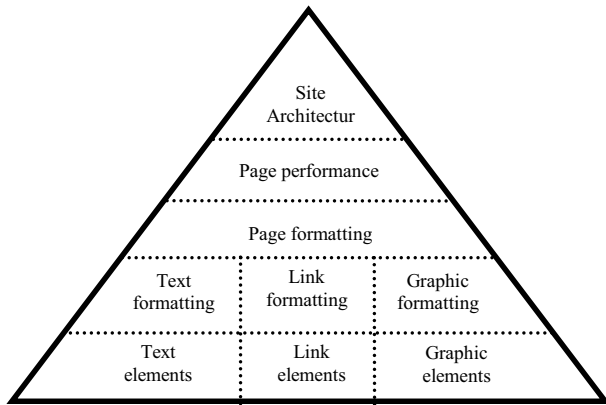 Site
Architectur
Page performance
Page formatting
Text
formatting
Link
formatting
Graphic
formatting
Text
elements
Link
elements
Graphic
elements